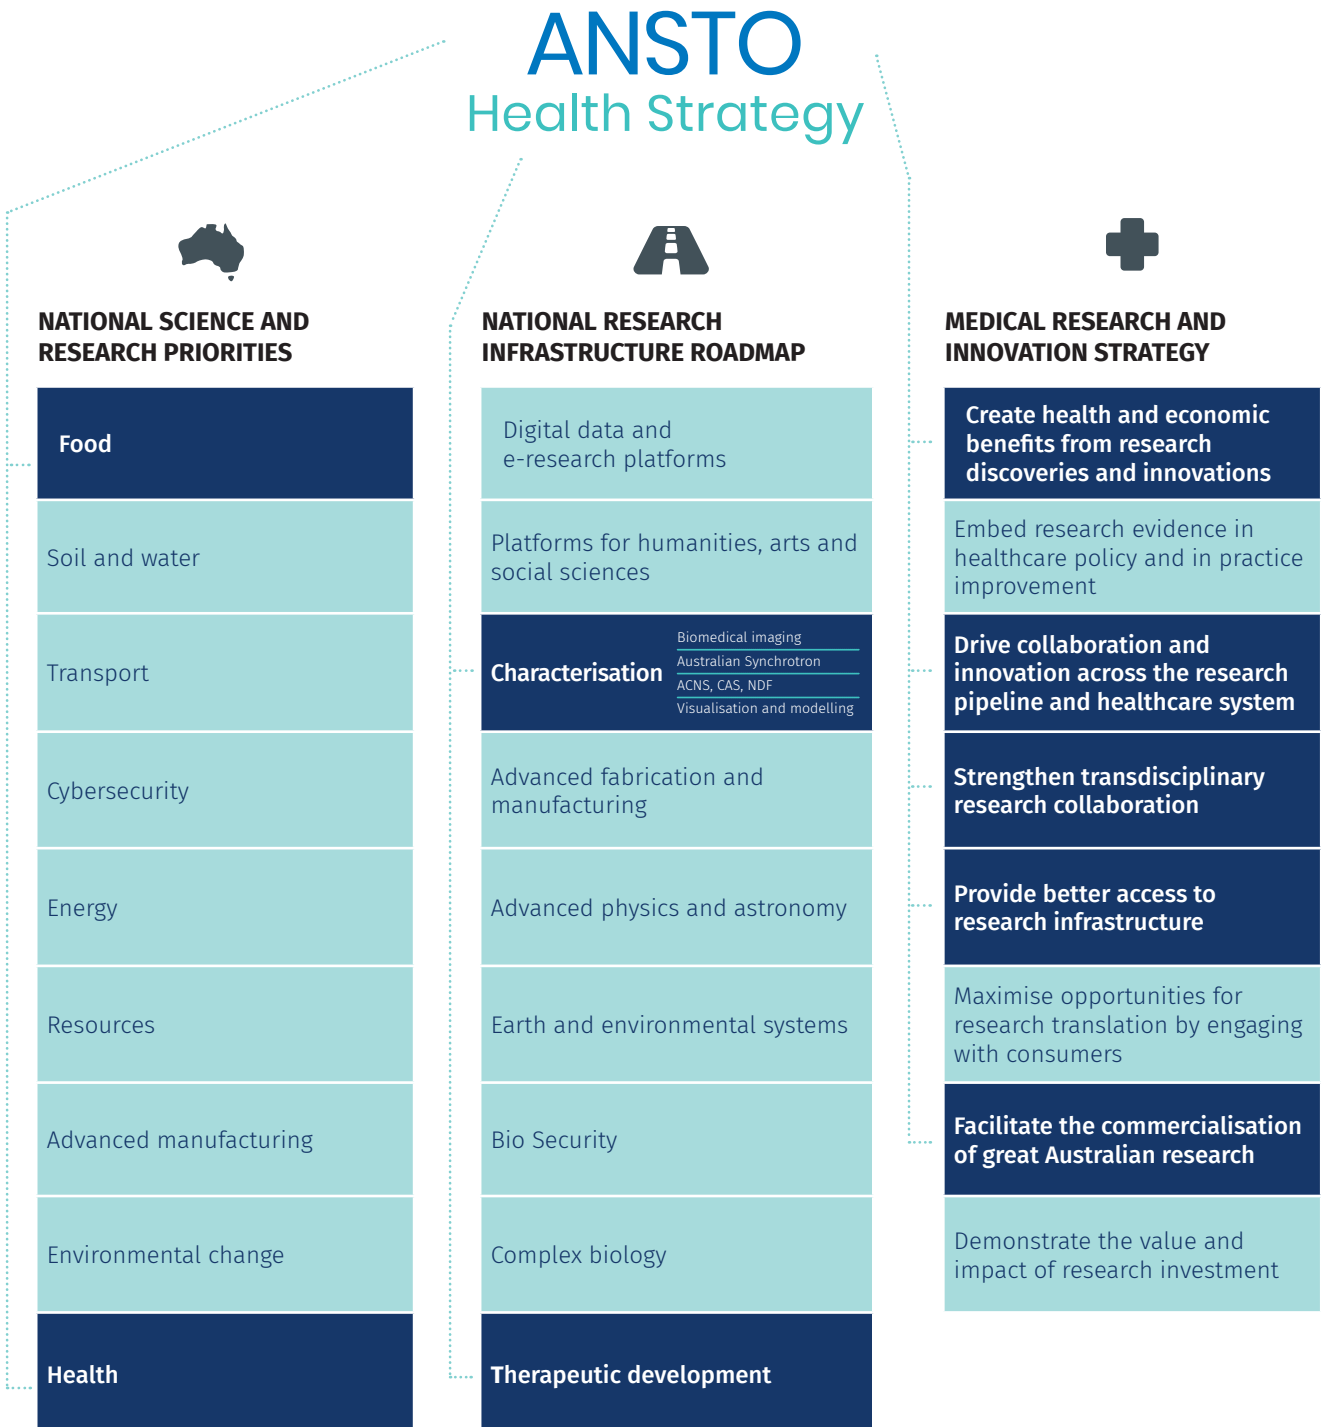 ANSTO
Health Strategy
NATIONAL SCIENCE AND
RESEARCH PRIORITIES
Food
Soil and water
Transport
Cybersecurity
Energy
Resources
Advanced manufacturing
Environmental change
Health
NATIONAL RESEARCH
INFRASTRUCTURE ROADMAP
Digital data and
e-research platforms
Platforms for humanities, arts and
social sciences
Characterisation
Biomedical imaging
Australian Synchrotron
ACNS, CAS, NDF
Visualisation and modelling
Advanced fabrication and
manufacturing
Advanced physics and astronomy
Earth and environmental systems
Bio Security
Complex biology
Therapeutic development
MEDICAL RESEARCH AND
INNOVATION STRATEGY
Create health and economic
benefits from research
discoveries and innovations
Embed research evidence in
healthcare policy and in practice
improvement
Drive collaboration and
innovation across the research
pipeline and healthcare system
Strengthen transdisciplinary
research collaboration
Provide better access to
research infrastructure
Maximise opportunities for
research translation by engaging
with consumers
Facilitate the commercialisation
of great Australian research
Demonstrate the value and
impact of research investment